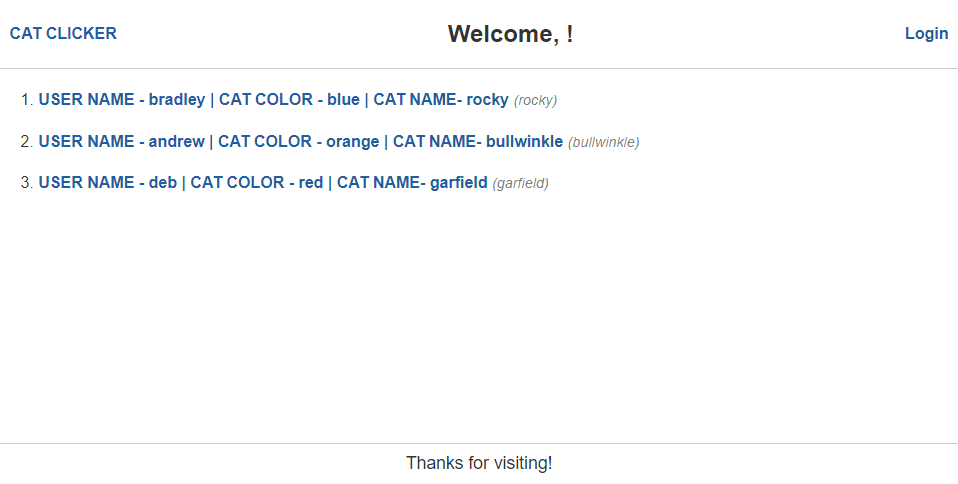 CAT CLICKER Welcome, ! Login
1. USER NAME - bradley | CAT COLOR - blue | CAT NAME- rocky (rocky)
2. USER NAME - andrew | CAT COLOR - orange | CAT NAME- bullwinkle (bullwinkle)
3. USER NAME - deb | CAT COLOR - red | CAT NAME- garfield (garfield)
Thanks for visiting!